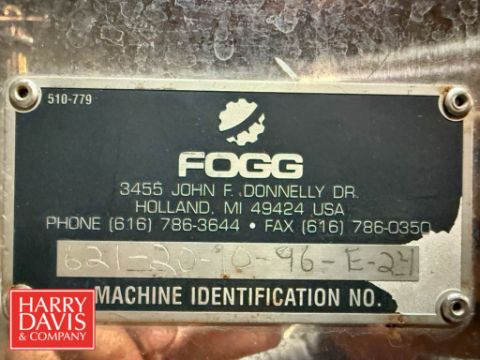 510-779
FOGG
3455 JOHN F. DONNELLY DR.
HOLLAND, MI 49424 USA
PHONE (616) 786-3644 • FAX (616) 786-0350
621-20-10-96-E-24
MACHINE IDENTIFICATION NO.
HARRY
DAVIS
& COMPANY